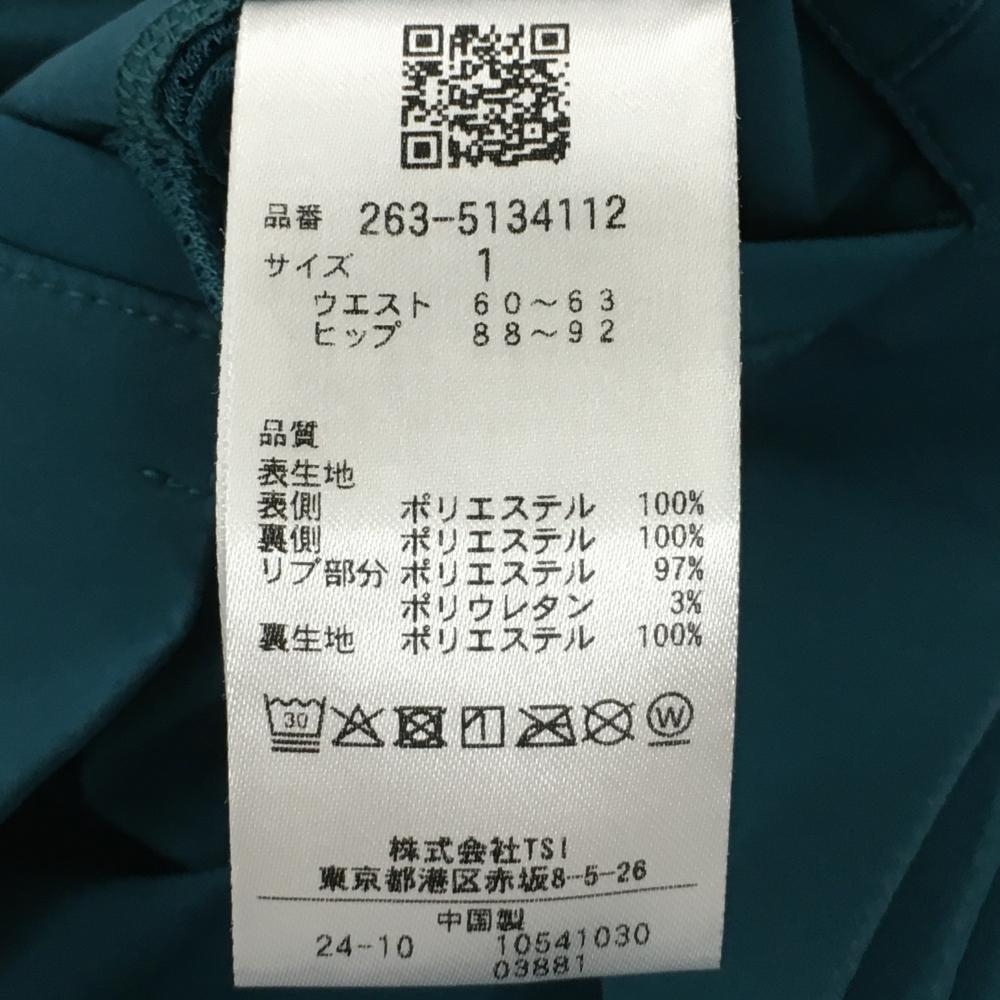 品番 263-5134112
サイズ 1
ウエスト 60～63
ヒップ 88～92
品質
表生地
表側 ポリエステル 100%
裏側 ポリエステル 100%
リブ部分 ポリエステル 97%
ポリウレタン 3%
裏生地 ポリエステル 100%
30 1 W
株式会社TSI
東京都港区赤坂8-5-26
中国製
24-10 10541030
03881